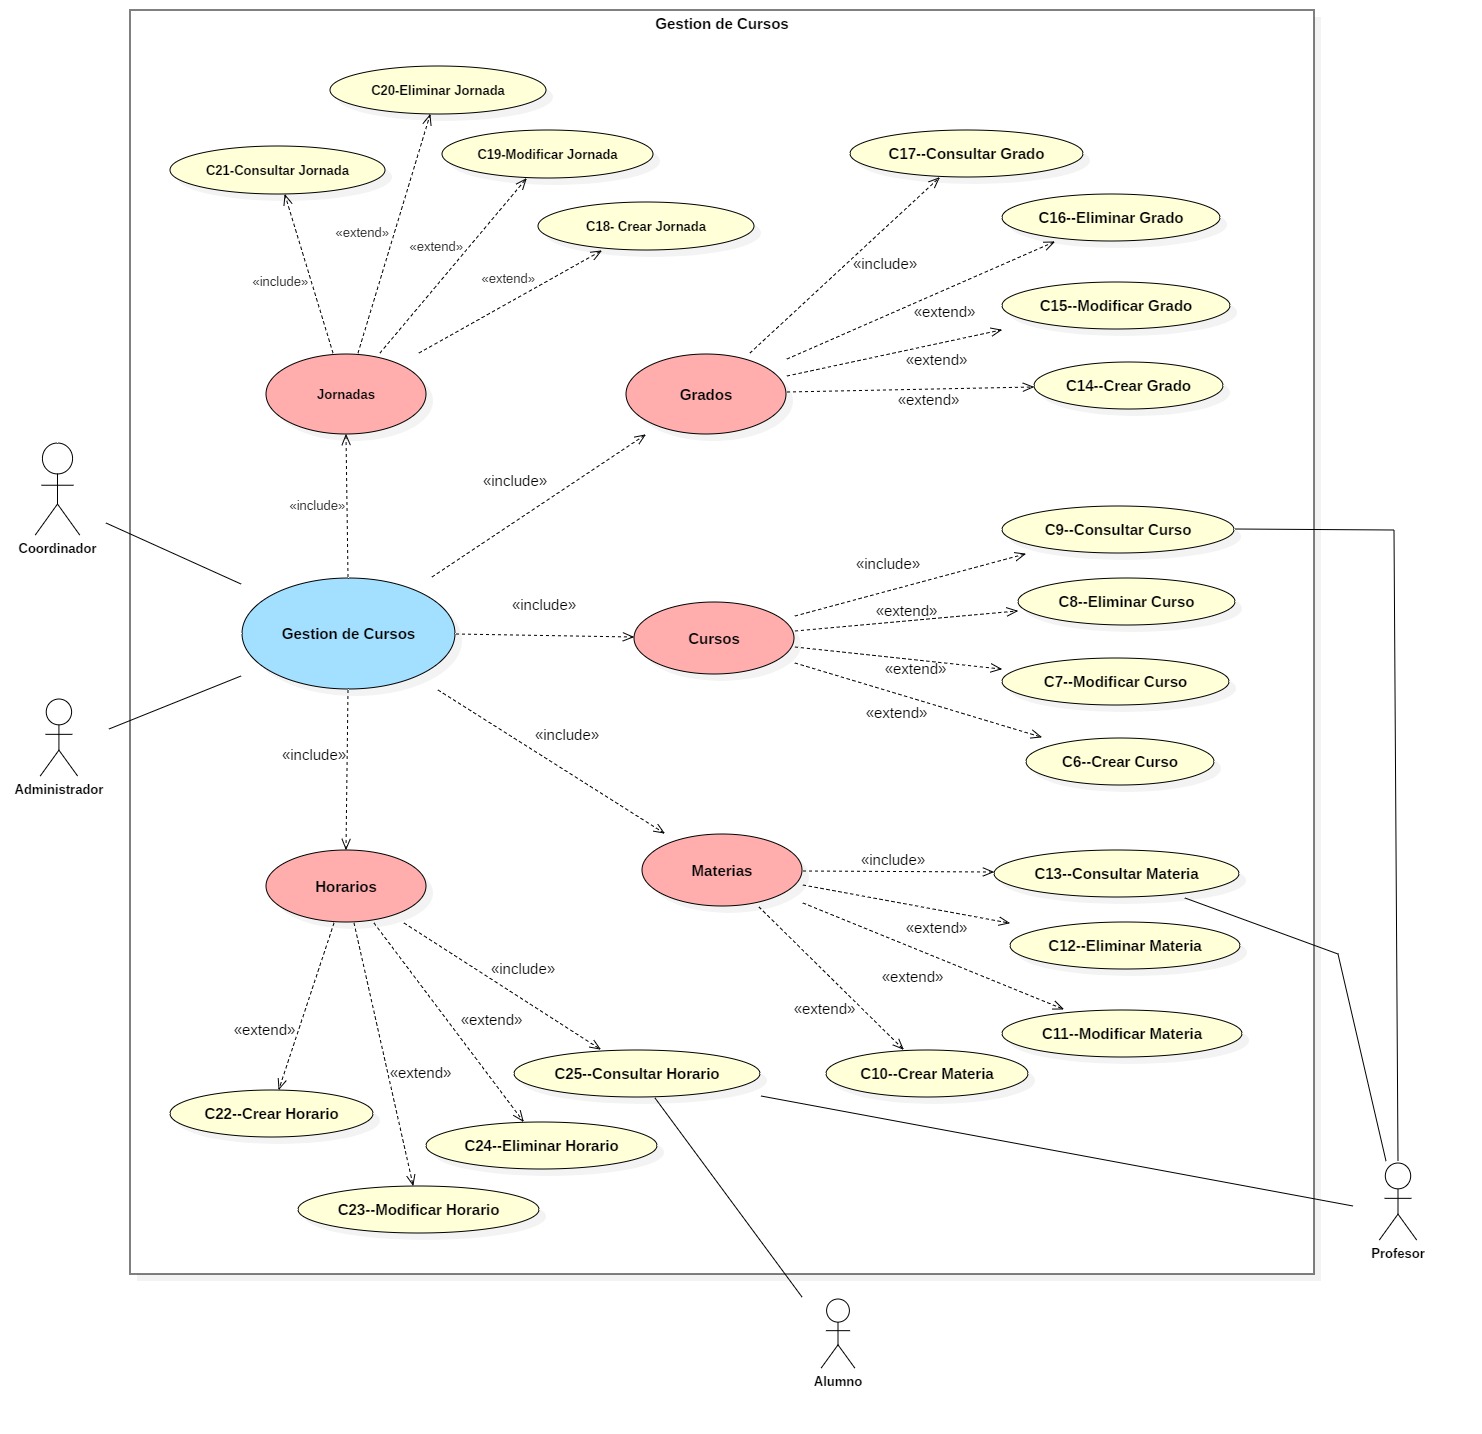 Gestion de Cursos
C20-Eliminar Jornada
C19-Modificar Jornada
C21-Consultar Jornada
C18- Crear Jornada
«extend»
«extend»
«extend»
«include»
Jornadas
«include»
C17--Consultar Grado
C16--Eliminar Grado
C15--Modificar Grado
C14--Crear Grado
«include»
«extend»
«extend»
«extend»
Grados
«include»
Coordinador
Gestion de Cursos
Administrador
«include»
Cursos
«include»
«extend»
«extend»
«extend»
C9--Consultar Curso
C8--Eliminar Curso
C7--Modificar Curso
C6--Crear Curso
«include»
«include»
Horarios
Materias
«include»
«extend»
«extend»
«extend»
C13--Consultar Materia
C12--Eliminar Materia
C11--Modificar Materia
C10--Crear Materia
«include»
«extend»
«extend»
«extend»
C25--Consultar Horario
C22--Crear Horario
C24--Eliminar Horario
C23--Modificar Horario
Profesor
Alumno